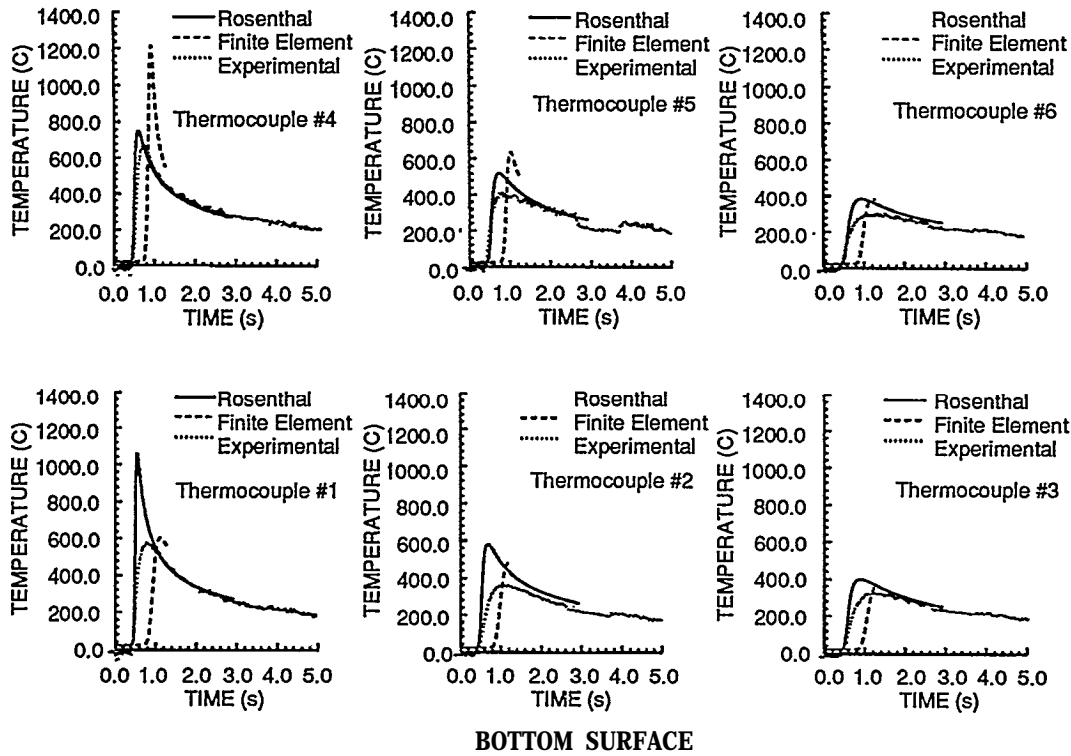 1400.0
1200.0
1000.0
800.0
600.0
400.0
200.0
0.0
TEMPERATURE (C)
Rosenthal
Finite Element
Experimental
Thermocouple #4
0.0 1.0 2.0 3.0 4.0 5.0
TIME (s)
1400.0
1200.0
1000.0
800.0
600.0
400.0
200.0
0.0
TEMPERATURE (C)
Rosenthal
Finite Element
Experimental
Thermocouple #5
0.0 1.0 2.0 3.0 4.0 5.0
TIME (s)
1400.0
1200.0
1000.0
800.0
600.0
400.0
200.0
0.0
TEMPERATURE (C)
Rosenthal
Finite Element
Experimental
Thermocouple #6
0.0 1.0 2.0 3.0 4.0 5.0
TIME (s)
1400.0
1200.0
1000.0
800.0
600.0
400.0
200.0
0.0
TEMPERATURE (C)
Rosenthal
Finite Element
Experimental
Thermocouple #1
0.0 1.0 2.0 3.0 4.0 5.0
TIME (s)
1400.0
1200.0
1000.0
800.0
600.0
400.0
200.0
0.0
TEMPERATURE (C)
Rosenthal
Finite Element
Experimental
Thermocouple #2
0.0 1.0 2.0 3.0 4.0 5.0
TIME (s)
1400.0
1200.0
1000.0
800.0
600.0
400.0
200.0
0.0
TEMPERATURE (C)
Rosenthal
Finite Element
Experimental
Thermocouple #3
0.0 1.0 2.0 3.0 4.0 5.0
TIME (s)
BOTTOM SURFACE